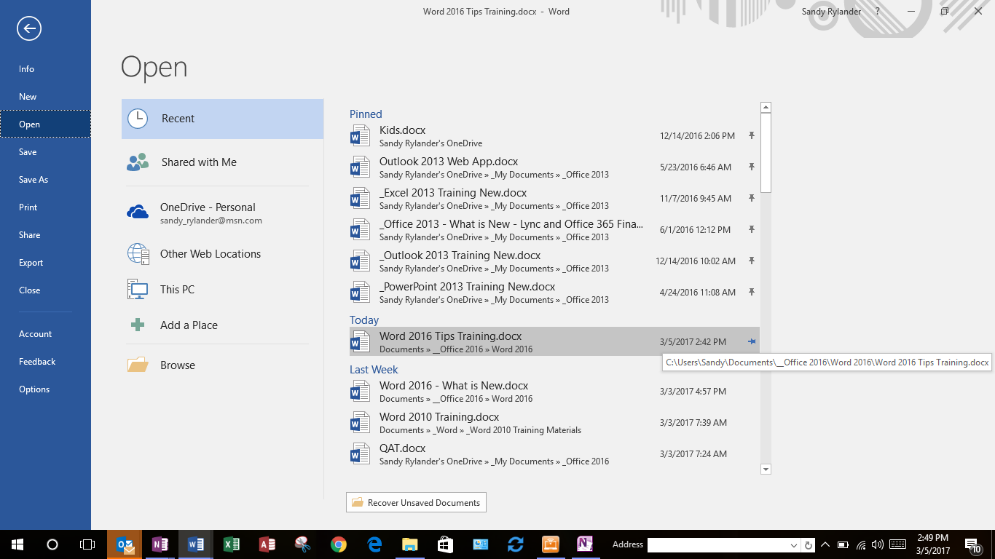 Word 2016 Tips Training.docx - Word
Sandy Rylander ?
Info
New
Open
Save
Save As
Print
Share
Export
Close
Account
Feedback
Options
Open
Recent
Shared with Me
OneDrive - Personal
sandy_rylander@msn.com
Other Web Locations
This PC
Add a Place
Browse
Pinned
Kids.docx 12/14/2016 2:06 PM
Sandy Rylander's OneDrive
Outlook 2013 Web App.docx 5/23/2016 6:46 AM
Sandy Rylander's OneDrive » _My Documents » _Office 2013
_Excel 2013 Training New.docx 11/7/2016 9:45 AM
Sandy Rylander's OneDrive » _My Documents » _Office 2013
_Office 2013 - What is New - Lync and Office 365 Fina... 6/1/2016 12:12 PM
Sandy Rylander's OneDrive » _My Documents » _Office 2013
_Outlook 2013 Training New.docx 12/14/2016 10:02 AM
Sandy Rylander's OneDrive » _My Documents » _Office 2013
_PowerPoint 2013 Training New.docx 4/24/2016 11:08 AM
Sandy Rylander's OneDrive » _My Documents » _Office 2013
Today
Word 2016 Tips Training.docx 3/5/2017 2:42 PM
Documents » __Office 2016 » Word 2016
C:\Users\Sandy\Documents\__Office 2016\Word 2016\Word 2016 Tips Training.docx
Last Week
Word 2016 - What is New.docx 3/3/2017 4:57 PM
Documents » __Office 2016 » Word 2016
Word 2010 Training.docx 3/3/2017 7:39 AM
Documents » _Word » _Word 2010 Training Materials
QAT.docx 3/3/2017 7:24 AM
Sandy Rylander's OneDrive » _My Documents » _Office 2016
Recover Unsaved Documents
Address
2:49 PM
3/5/2017
10